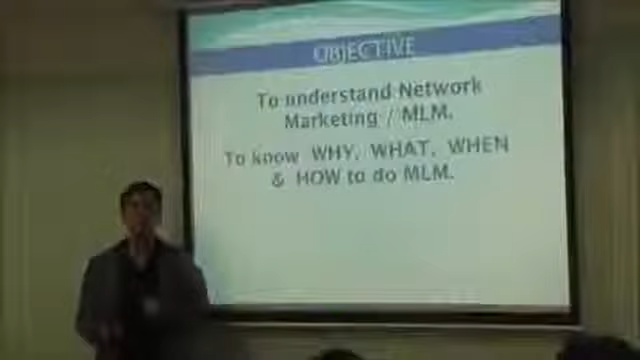 OBJECTIVE
To understand Network
Marketing / MLM.
To know WHY, WHAT, WHEN
& HOW to do MLM.